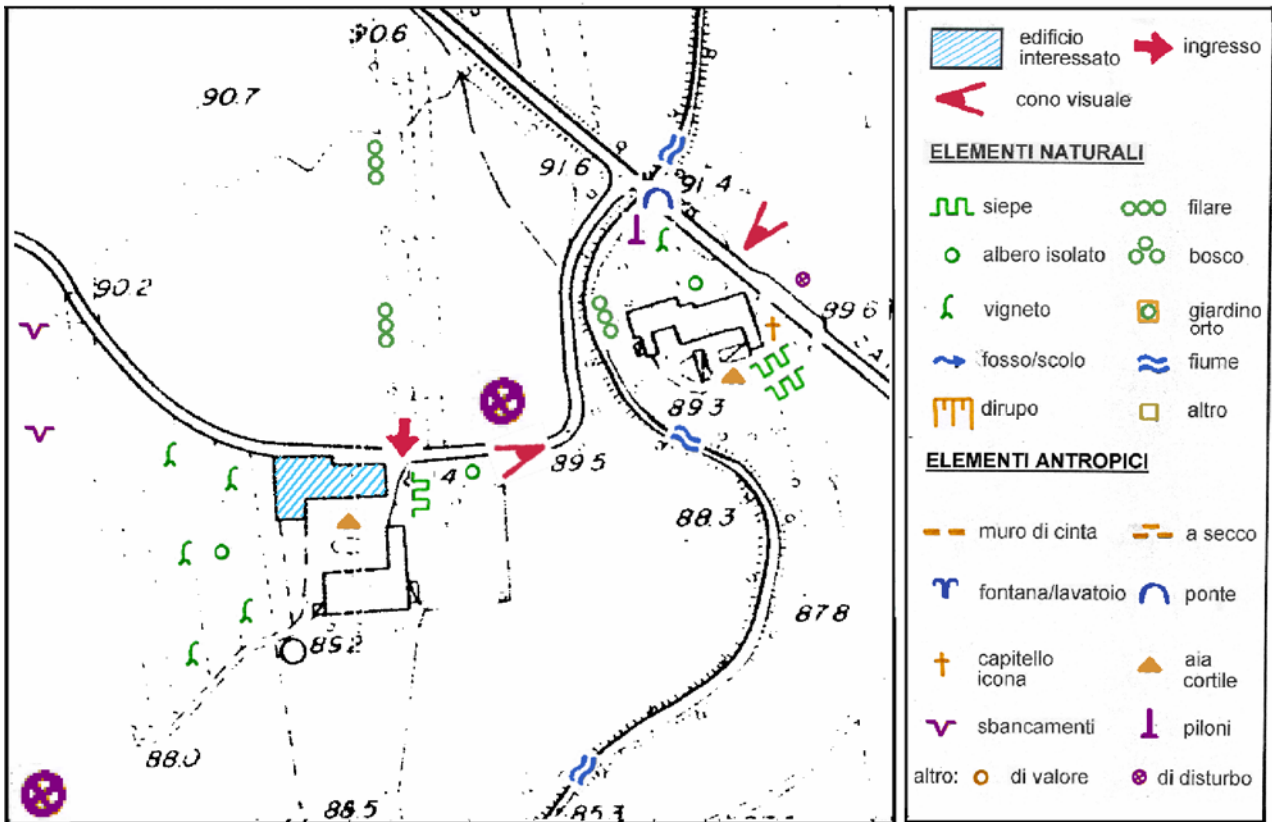 90.6
90.7
91.6
91.4
90.2
89.6
89.3
89.5
4
88.3
87.8
89.2
88.0
88.5
85.3
edificio
interessato
ingresso
cono visuale
ELEMENTI NATURALI
siepe
filare
albero isolato
bosco
vigneto
giardino
orto
fosso/scolo
fiume
dirupo
altro
ELEMENTI ANTROPICI
muro di cinta
a secco
fontana/lavatoio
ponte
capitello
icona
aia
cortile
sbancamenti
piloni
altro:
di valore
di disturbo